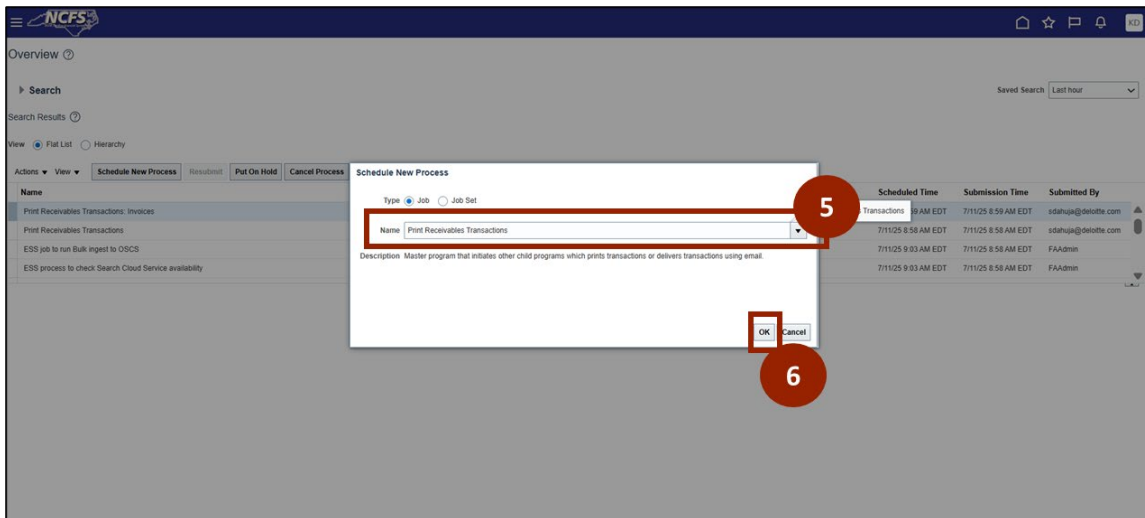 NCFS
KD
Overview
Search
Saved Search Last hour
Search Results
View Flat List Hierarchy
Actions View Schedule New Process Resubmit Put On Hold Cancel Process
Name Scheduled Time Submission Time Submitted By
Print Receivables Transactions: Invoices Transactions 59 AM EDT 7/11/25 8:59 AM EDT sdahuja@deloitte.com
Print Receivables Transactions 7/11/25 8:58 AM EDT 7/11/25 8:58 AM EDT sdahuja@deloitte.com
ESS job to run Bulk ingest to OSCS 7/11/25 9:03 AM EDT 7/11/25 8:58 AM EDT FAAdmin
ESS process to check Search Cloud Service availability 7/11/25 9:03 AM EDT 7/11/25 8:58 AM EDT FAAdmin
Schedule New Process
Type Job Job Set
5
Name Print Receivables Transactions
Description Master program that initiates other child programs which prints transactions or delivers transactions using email.
OK Cancel
6